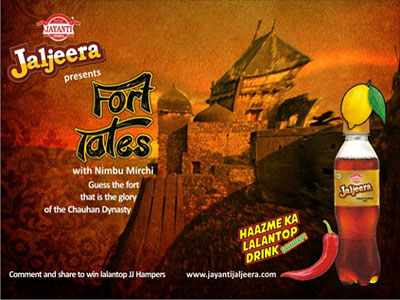 JAYANTI
Jaljeera
presents
Fort
Tales
with Nimbu Mirchi
Guess the fort
that is the glory
of the Chauhan Dynasty
JAYANTI
Jaljeera
HAAZME KA
LALANTOP
DRINK
Comment and share to win lalantop JJ Hampers
www.jayantijaljeera.com